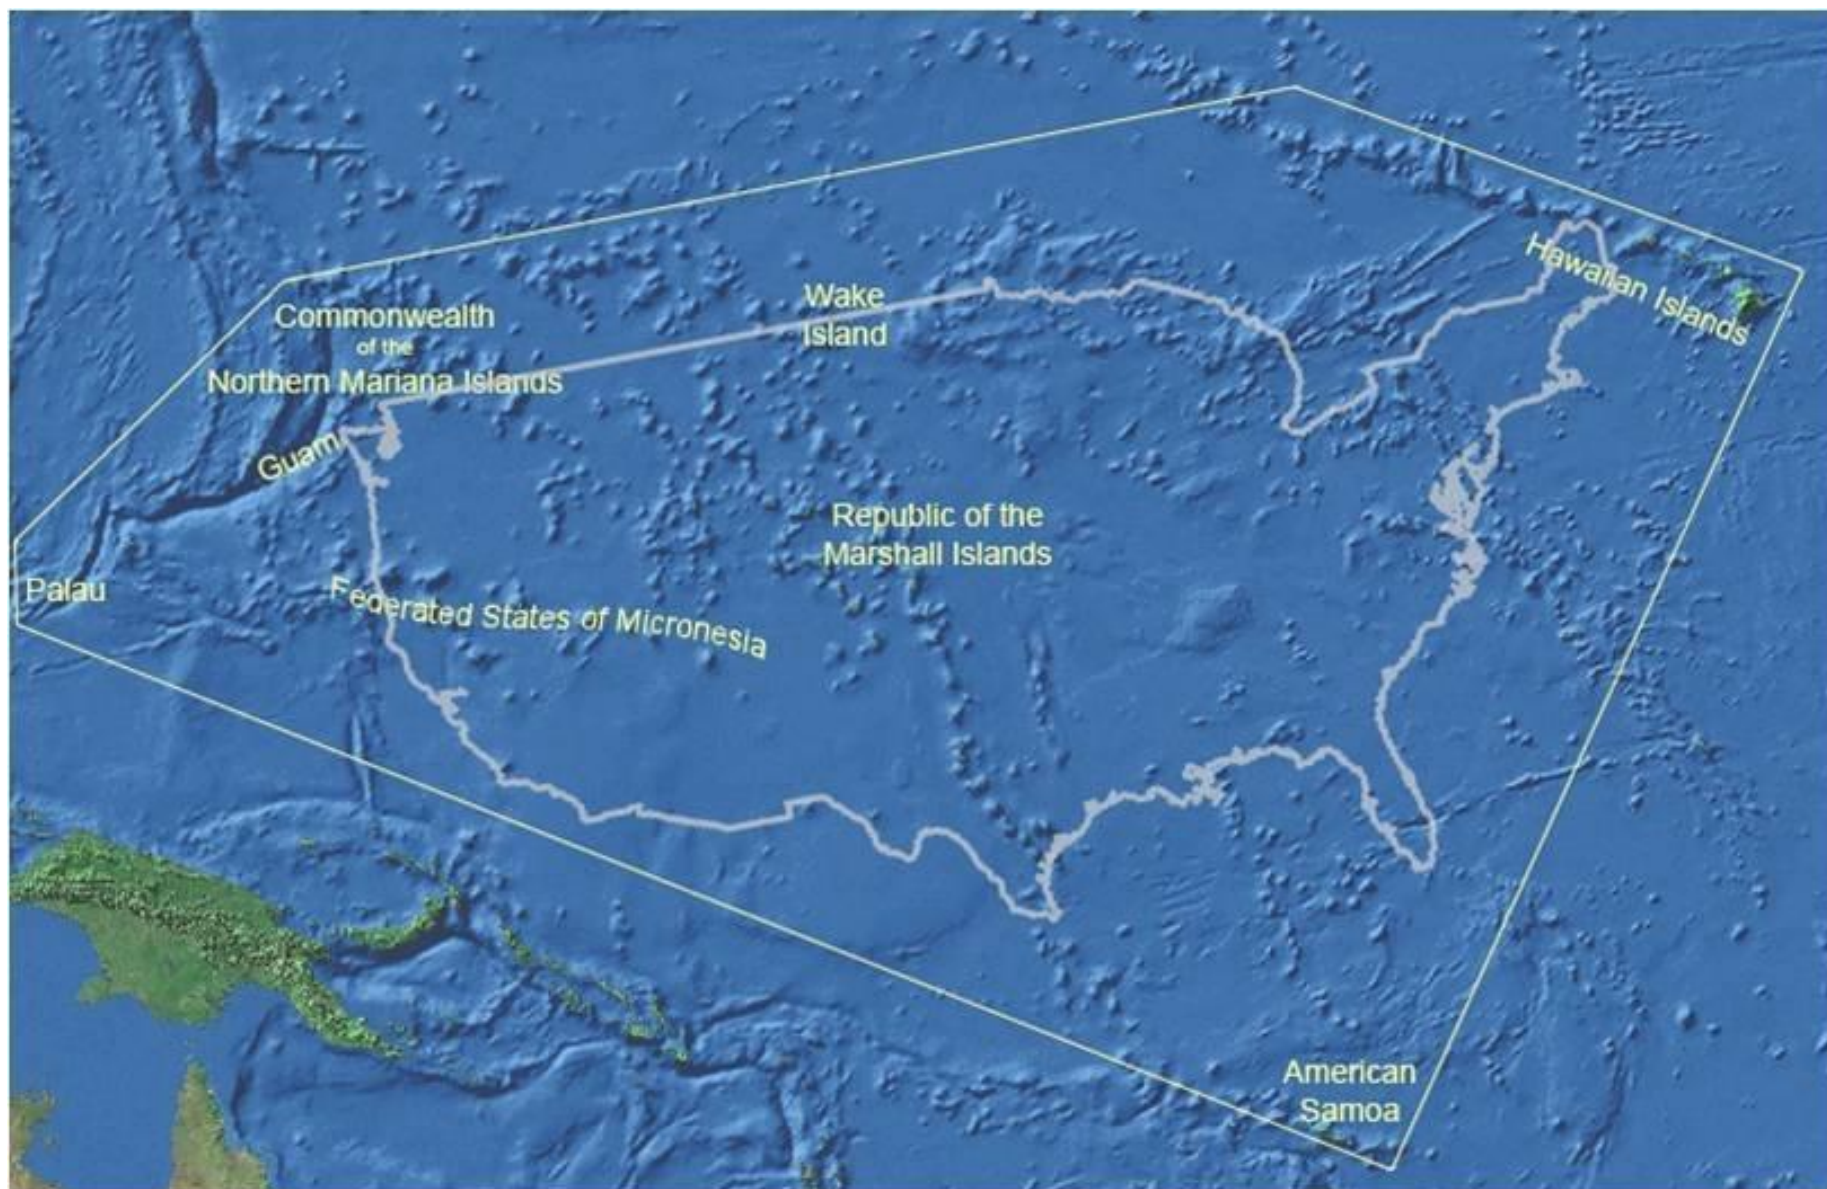 Hawaiian Islands
Wake
Island
Commonwealth
of the
Northern Mariana Islands
Guam
Republic of the
Marshall Islands
Palau
Federated States of Micronesia
American
Samoa